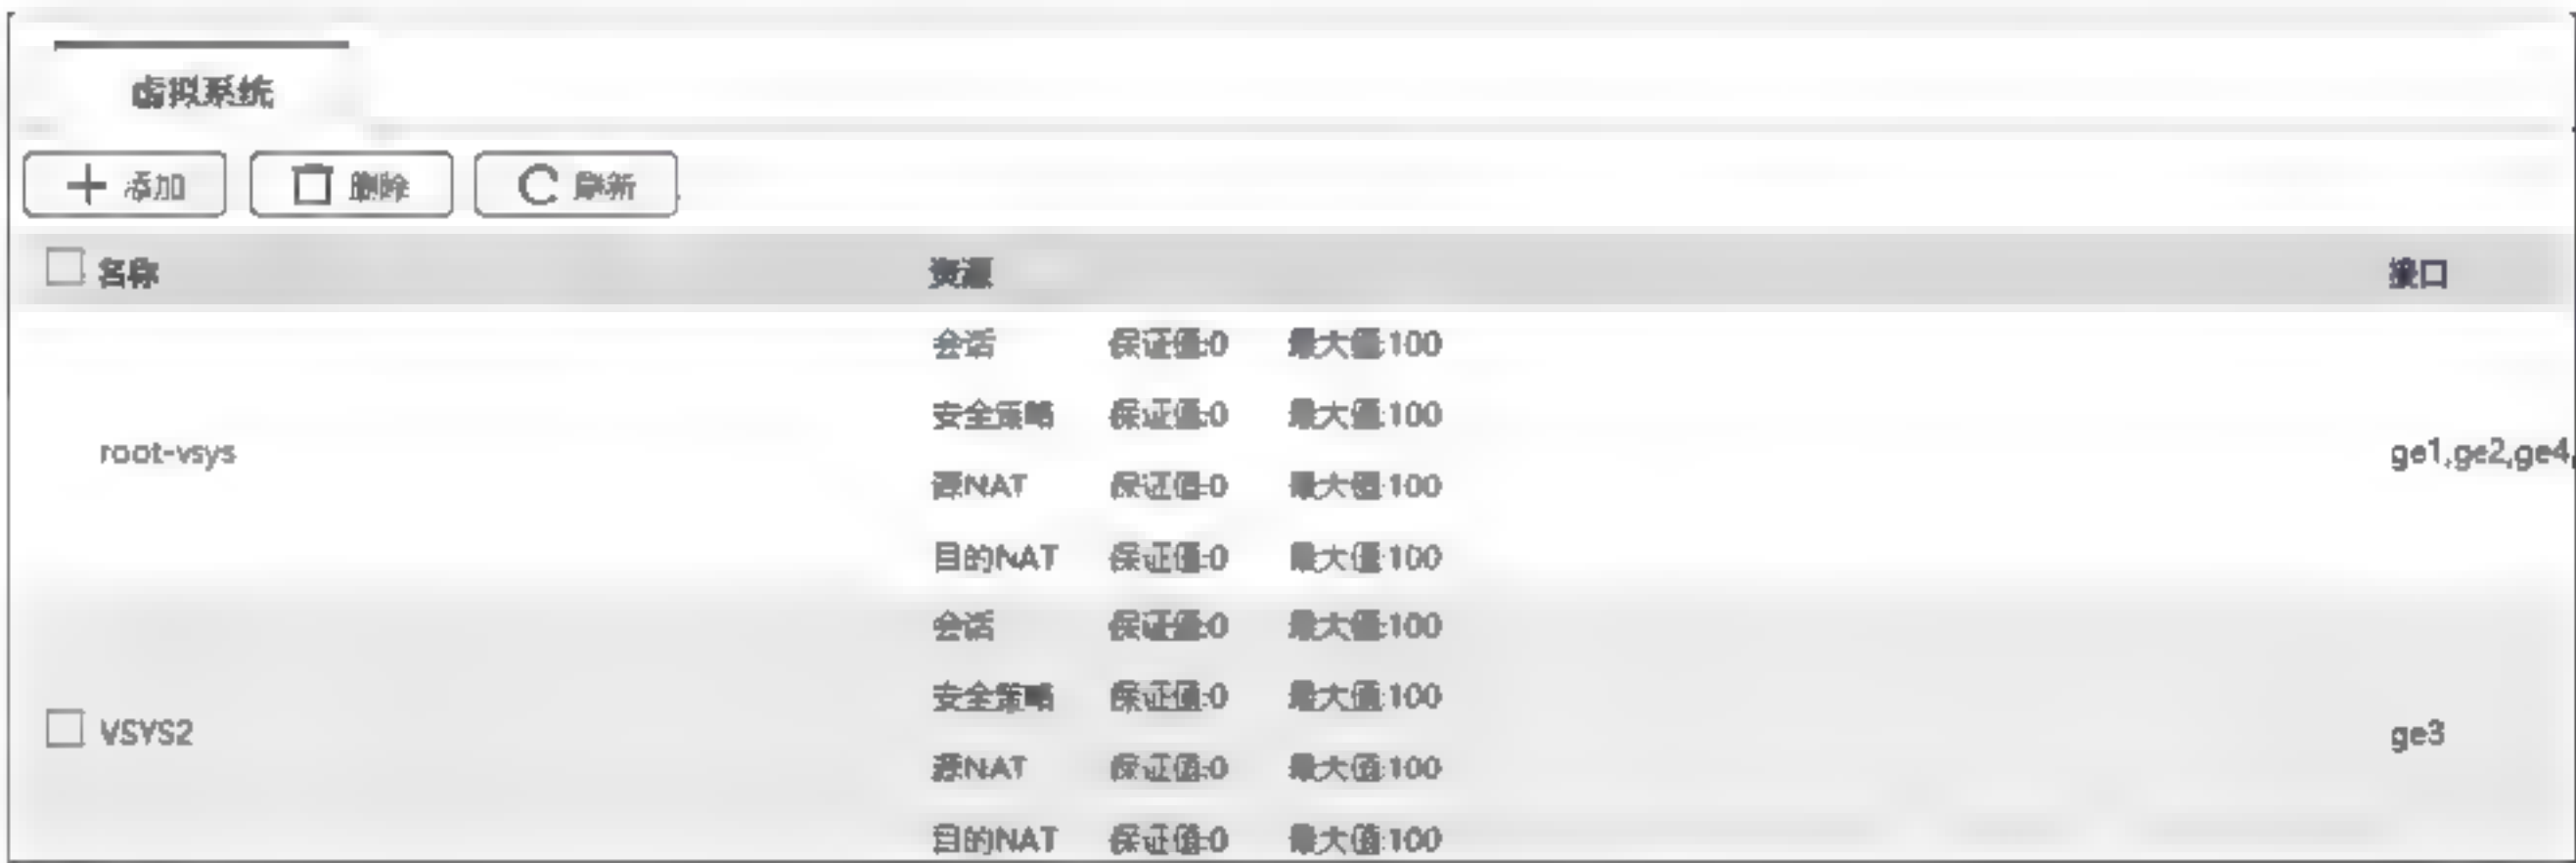 虚拟系统
添加 删除 刷新
名称 资源 接口
会话 保证值:0 最大值:100
安全策略 保证值:0 最大值:100
root-vsys ge1,ge2,ge4,
源NAT 保证值:0 最大值:100
目的NAT 保证值:0 最大值:100
会话 保证值:0 最大值:100
安全策略 保证值:0 最大值:100
VSYS2 ge3
源NAT 保证值:0 最大值:100
目的NAT 保证值:0 最大值:100